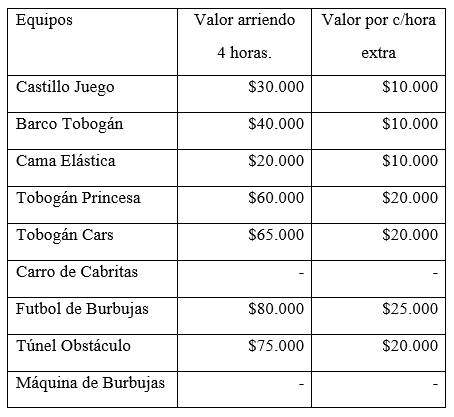 Equipos Valor arriendo Valor por c/hora
4 horas. extra
Castillo Juego $30.000 $10.000
Barco Tobogán $40.000 $10.000
Cama Elástica $20.000 $10.000
Tobogán Princesa $60.000 $20.000
Tobogán Cars $65.000 $20.000
Carro de Cabritas - -
Futbol de Burbujas $80.000 $25.000
Túnel Obstáculo $75.000 $20.000
Máquina de Burbujas - -